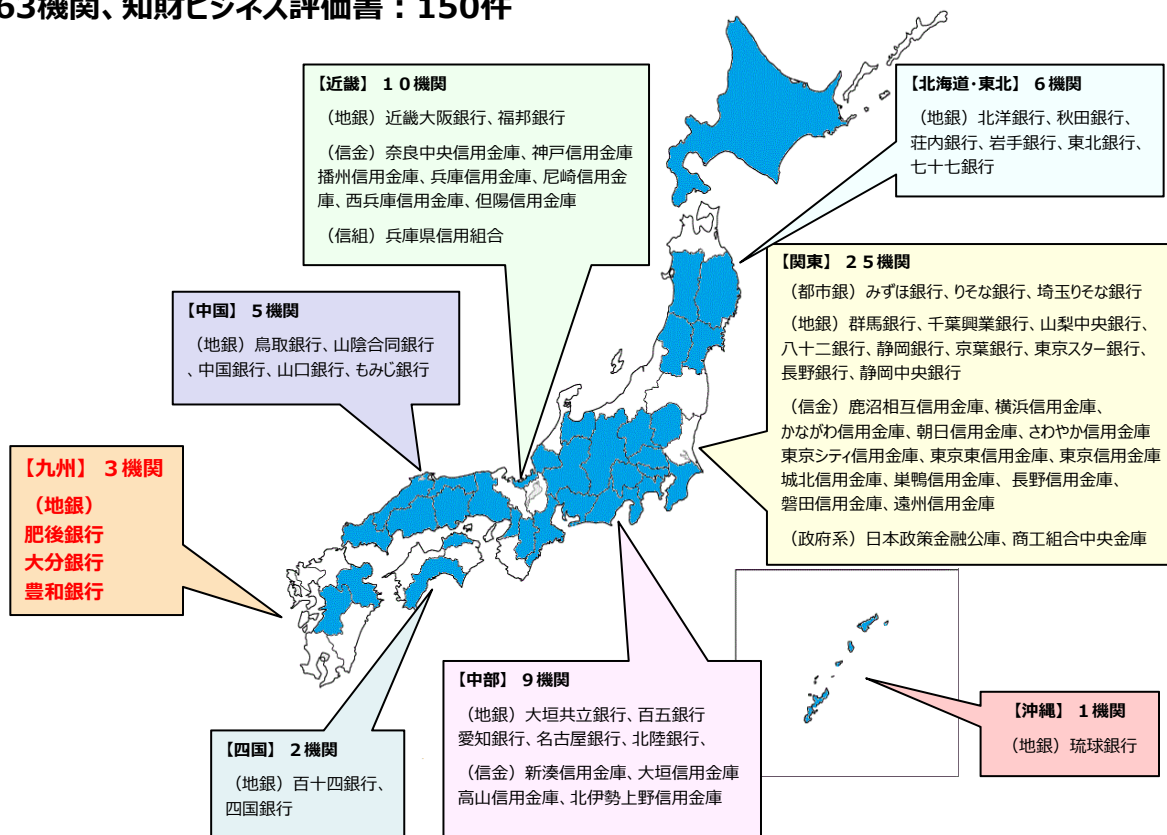 63機関、知財ビジネス評価書：150件
【近畿】 １０機関
（地銀）近畿大阪銀行、福邦銀行
（信金）奈良中央信用金庫、神戸信用金庫
播州信用金庫、兵庫信用金庫、尼崎信用金
庫、西兵庫信用金庫、但陽信用金庫
（信組）兵庫県信用組合
【北海道・東北】 ６機関
（地銀）北洋銀行、秋田銀行、
荘内銀行、岩手銀行、東北銀行、
七十七銀行
【関東】 ２５機関
（都市銀）みずほ銀行、りそな銀行、埼玉りそな銀行
（地銀）群馬銀行、千葉興業銀行、山梨中央銀行、
八十二銀行、静岡銀行、京葉銀行、東京スター銀行、
長野銀行、静岡中央銀行
（信金）鹿沼相互信用金庫、横浜信用金庫、
かながわ信用金庫、朝日信用金庫、さわやか信用金庫
東京シティ信用金庫、東京東信用金庫、東京信用金庫
城北信用金庫、巣鴨信用金庫、長野信用金庫、
磐田信用金庫、遠州信用金庫
（政府系）日本政策金融公庫、商工組合中央金庫
【中国】 ５機関
（地銀）鳥取銀行、山陰合同銀行
、中国銀行、山口銀行、もみじ銀行
【九州】 ３機関
（地銀）
肥後銀行
大分銀行
豊和銀行
【四国】 ２機関
（地銀）百十四銀行、
四国銀行
【中部】 ９機関
（地銀）大垣共立銀行、百五銀行
愛知銀行、名古屋銀行、北陸銀行、
（信金）新湊信用金庫、大垣信用金庫
高山信用金庫、北伊勢上野信用金庫
【沖縄】 １機関
（地銀）琉球銀行